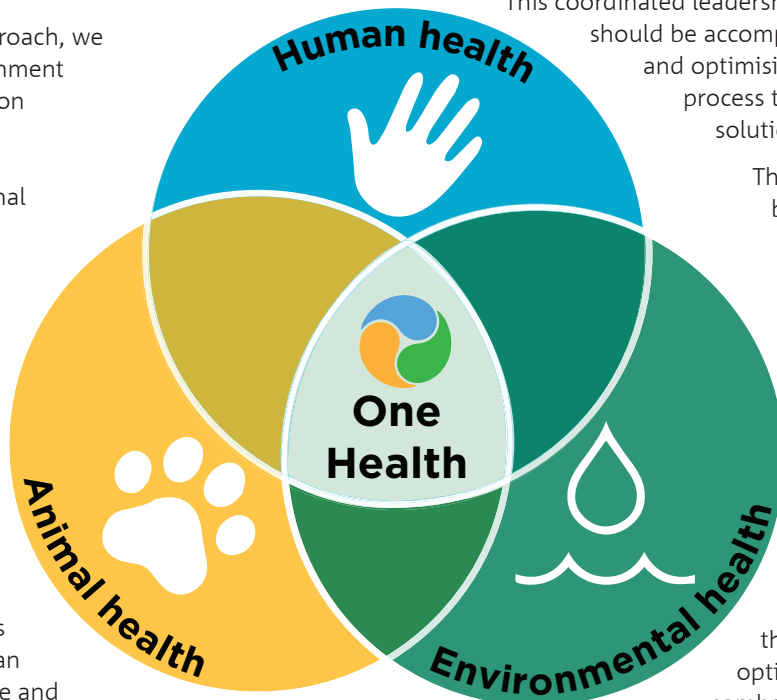 This coordinated leadersh
should be accomp
and optimisi
process t
soluti
Th
b
roach, we
nment
on
nal
Human health
One
Health
Animal health
Environmental health
s
an
e and
th
opti